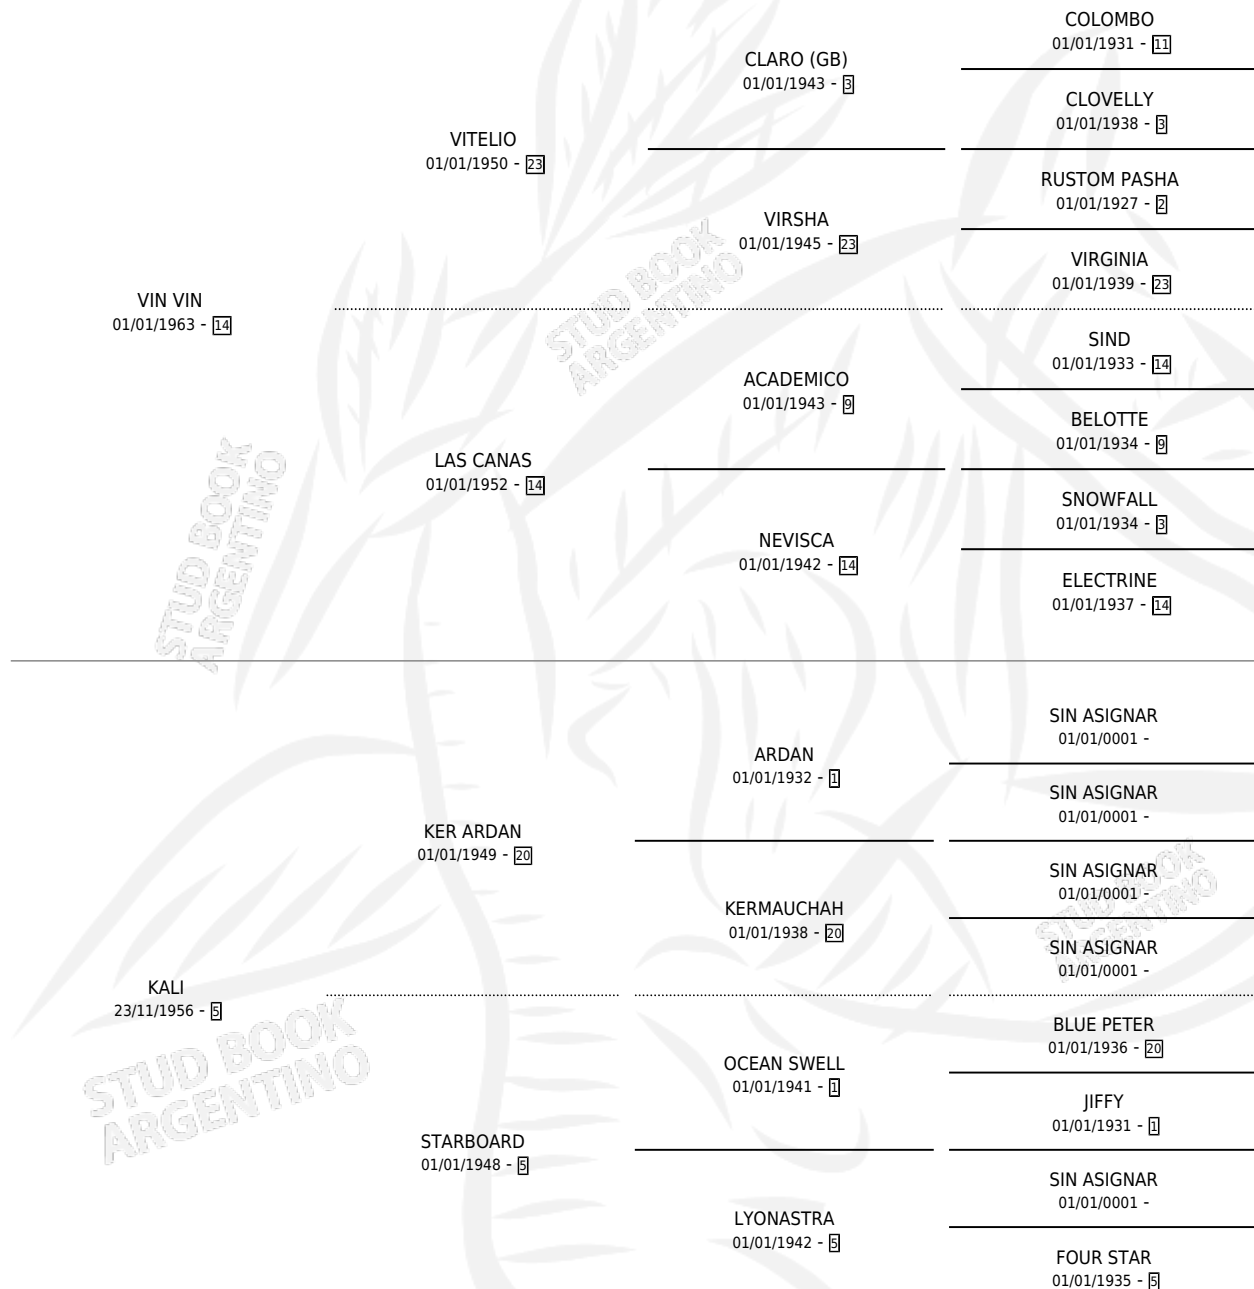 COLOMBO
01/01/1931 - 11
CLARO (GB)
01/01/1943 - 3
CLOVELLY
01/01/1938 - 3
VITELIO
01/01/1950 - 23
RUSTOM PASHA
01/01/1927 - 2
VIRSHA
01/01/1945 - 23
VIRGINIA
01/01/1939 - 23
VIN VIN
01/01/1963 - 14
SIND
01/01/1933 - 14
ACADEMICO
01/01/1943 - 9
BELOTTE
01/01/1934 - 9
LAS CANAS
01/01/1952 - 14
SNOWFALL
01/01/1934 - 3
NEVISCA
01/01/1942 - 14
ELECTRINE
01/01/1937 - 14
SIN ASIGNAR
01/01/0001 -
ARDAN
01/01/1932 - 1
SIN ASIGNAR
01/01/0001 -
KER ARDAN
01/01/1949 - 20
SIN ASIGNAR
01/01/0001 -
KERMAUCHAH
01/01/1938 - 20
SIN ASIGNAR
01/01/0001 -
KALI
23/11/1956 - 5
BLUE PETER
01/01/1936 - 20
OCEAN SWELL
01/01/1941 - 1
JIFFY
01/01/1931 - 1
STARBOARD
01/01/1948 - 5
SIN ASIGNAR
01/01/0001 -
LYONASTRA
01/01/1942 - 5
FOUR STAR
01/01/1935 - 5
STUD BOOK
ARGENTINO
STUD BOOK
ARGENTINO
STUD BOOK
ARGENTINO
STUD BOOK
ARGENTINO